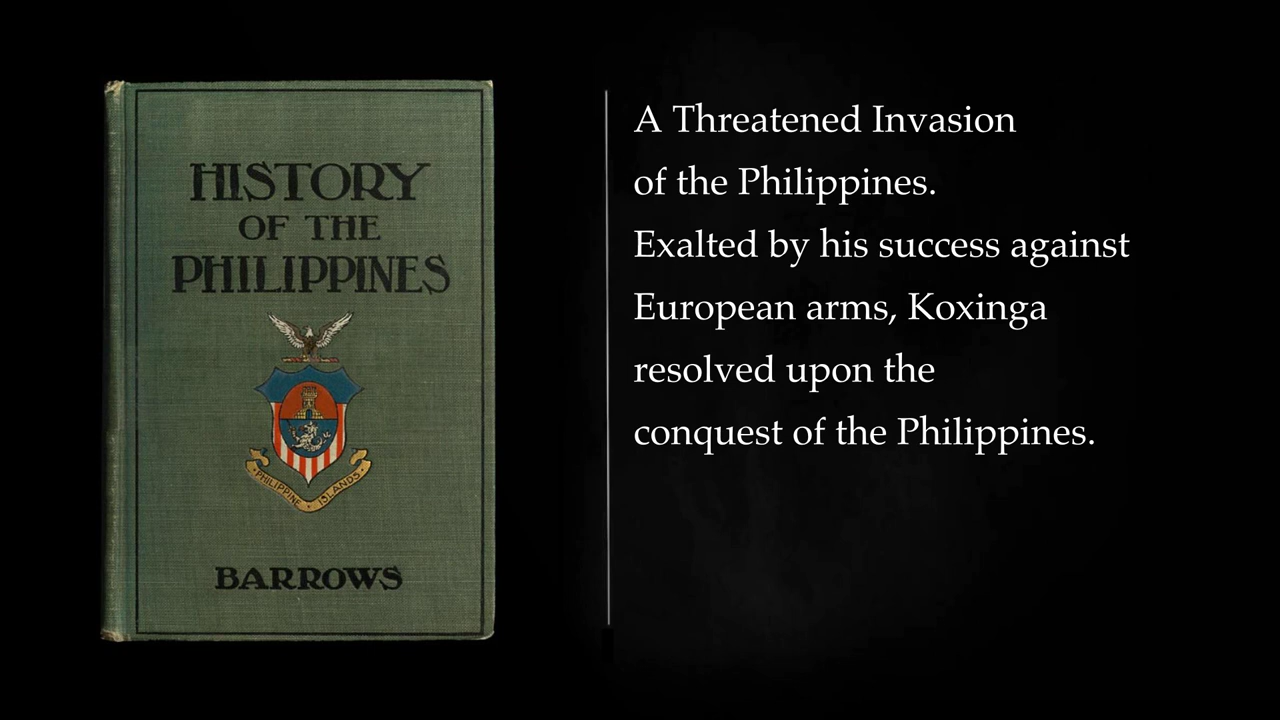 HISTORY
OF THE
PHILIPPINES
PHILIPPINE ISLANDS
BARROWS
A Threatened Invasion
of the Philippines.
Exalted by his success against
European arms, Koxinga
resolved upon the
conquest of the Philippines.